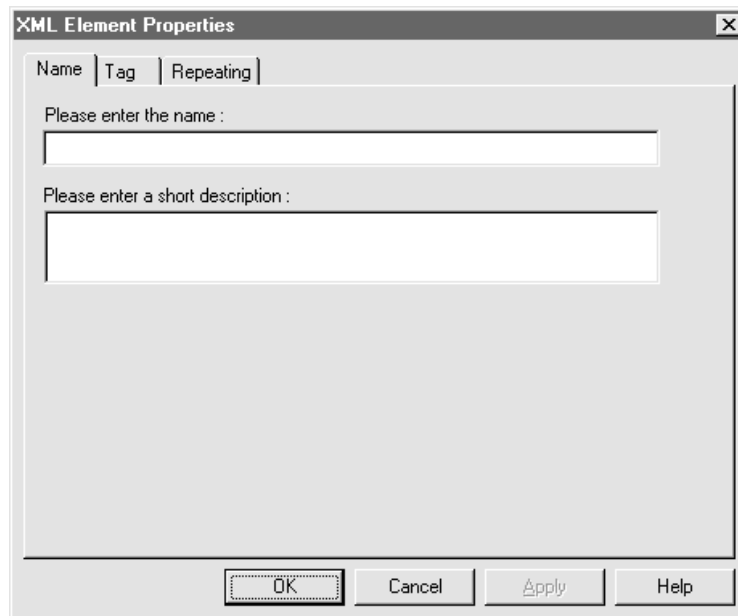 XML Element Properties
Name Tag Repeating
Please enter the name :
Please enter a short description :
OK Cancel Apply Help